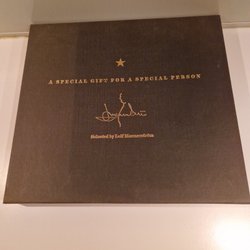 A SPECIAL GIFT FOR A SPECIAL PERSON
Selected by Leif Mannerström